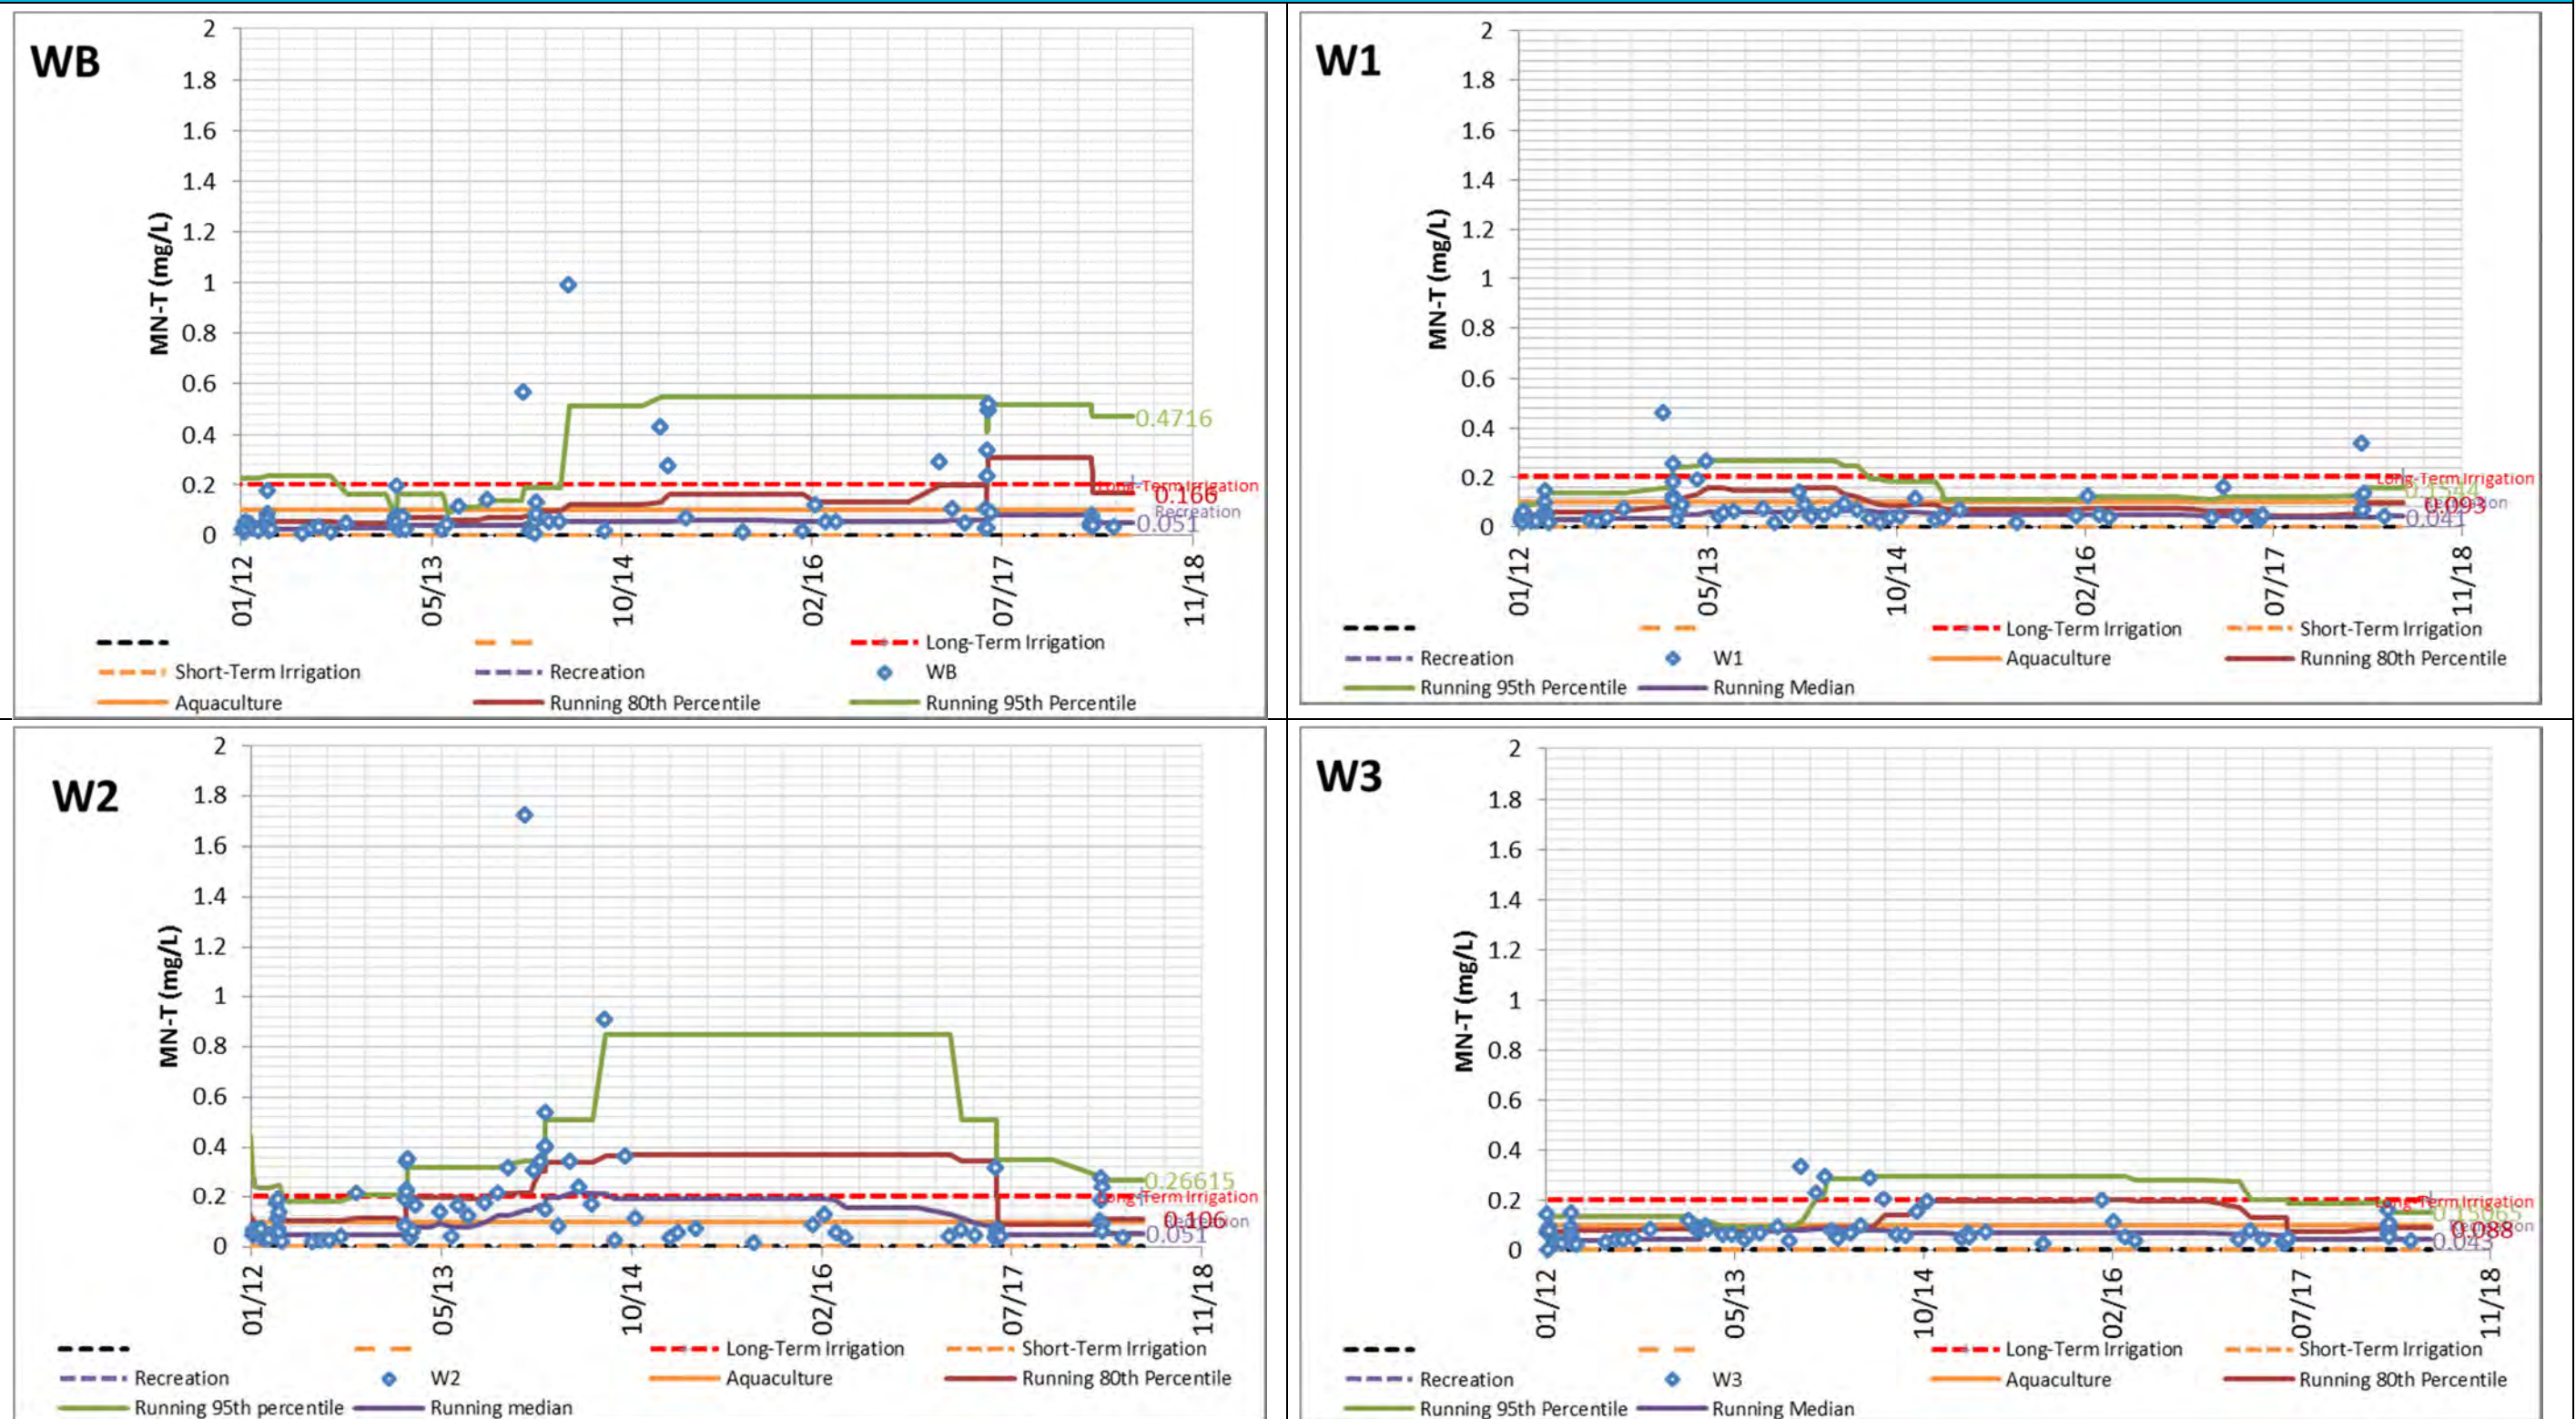 WB
MN-T (mg/L)
2
1.8
1.6
1.4
1.2
1
0.8
0.6
0.4
0.2
0
0.4716
Long-Term Irrigation
0.166
Recreation
0.051
01/12 05/13 10/14 02/16 07/17 11/18
Long-Term Irrigation
Short-Term Irrigation Recreation WB
Aquaculture Running 80th Percentile Running 95th Percentile
W1
MN-T (mg/L)
2
1.8
1.6
1.4
1.2
1
0.8
0.6
0.4
0.2
0
Long-Term Irrigation
0.1544
0.093
Recreation
0.041
01/12 05/13 10/14 02/16 07/17 11/18
Long-Term Irrigation Short-Term Irrigation
Recreation W1 Aquaculture Running 80th Percentile
Running 95th Percentile Running Median
W2
MN-T (mg/L)
2
1.8
1.6
1.4
1.2
1
0.8
0.6
0.4
0.2
0
0.26615
Long-Term Irrigation
0.106
Recreation
0.051
01/12 05/13 10/14 02/16 07/17 11/18
Long-Term Irrigation Short-Term Irrigation
Recreation W2 Aquaculture Running 80th Percentile
Running 95th percentile Running median
W3
MN-T (mg/L)
2
1.8
1.6
1.4
1.2
1
0.8
0.6
0.4
0.2
0
Long-Term Irrigation
Recreation
0.088
0.043
01/12 05/13 10/14 02/16 07/17 11/18
Long-Term Irrigation Short-Term Irrigation
Recreation W3 Aquaculture Running 80th Percentile
Running 95th Percentile Running Median